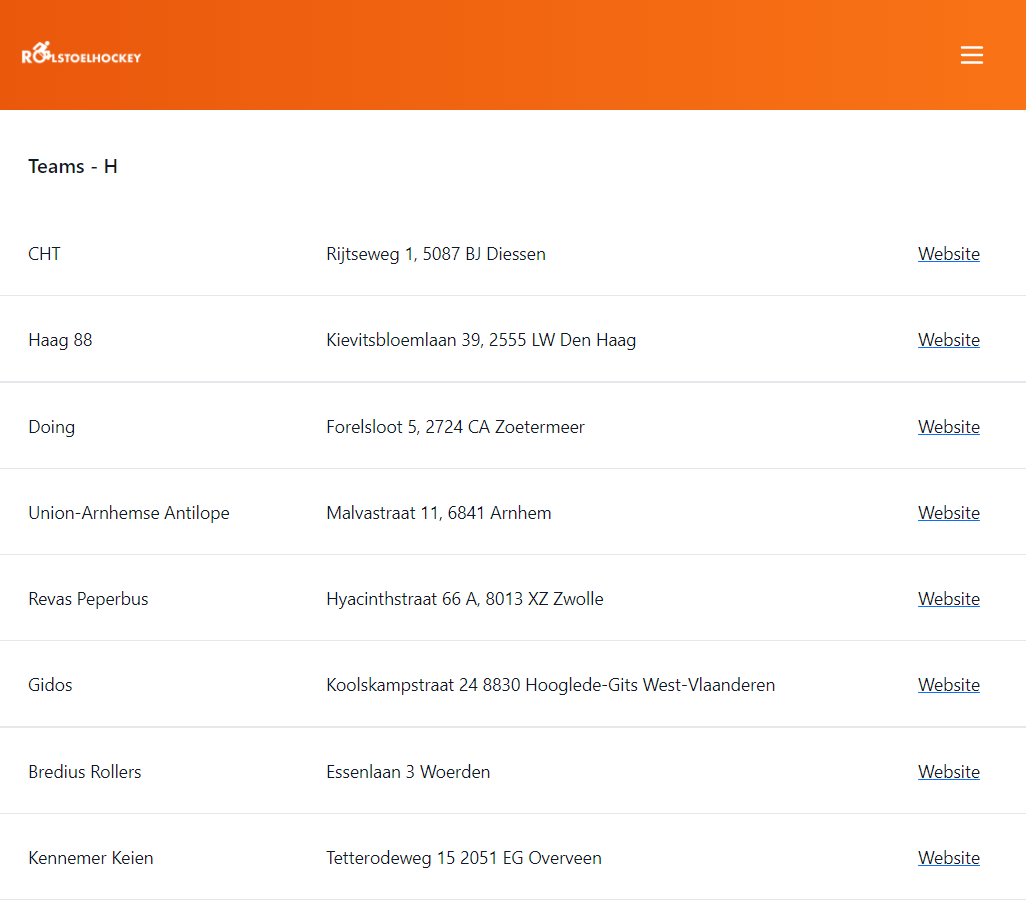 ROLSTOELHOCKEY
Teams - H
CHT Rijtseweg 1, 5087 BJ Diessen Website
Haag 88 Kievitsbloemlaan 39, 2555 LW Den Haag Website
Doing Forelsloot 5, 2724 CA Zoetermeer Website
Union-Arnhemse Antilope Malvastraat 11, 6841 Arnhem Website
Revas Peperbus Hyacinthstraat 66 A, 8013 XZ Zwolle Website
Gidos Koolskampstraat 24 8830 Hooglede-Gits West-Vlaanderen Website
Bredius Rollers Essenlaan 3 Woerden Website
Kennemer Keien Tetterodeweg 15 2051 EG Overveen Website